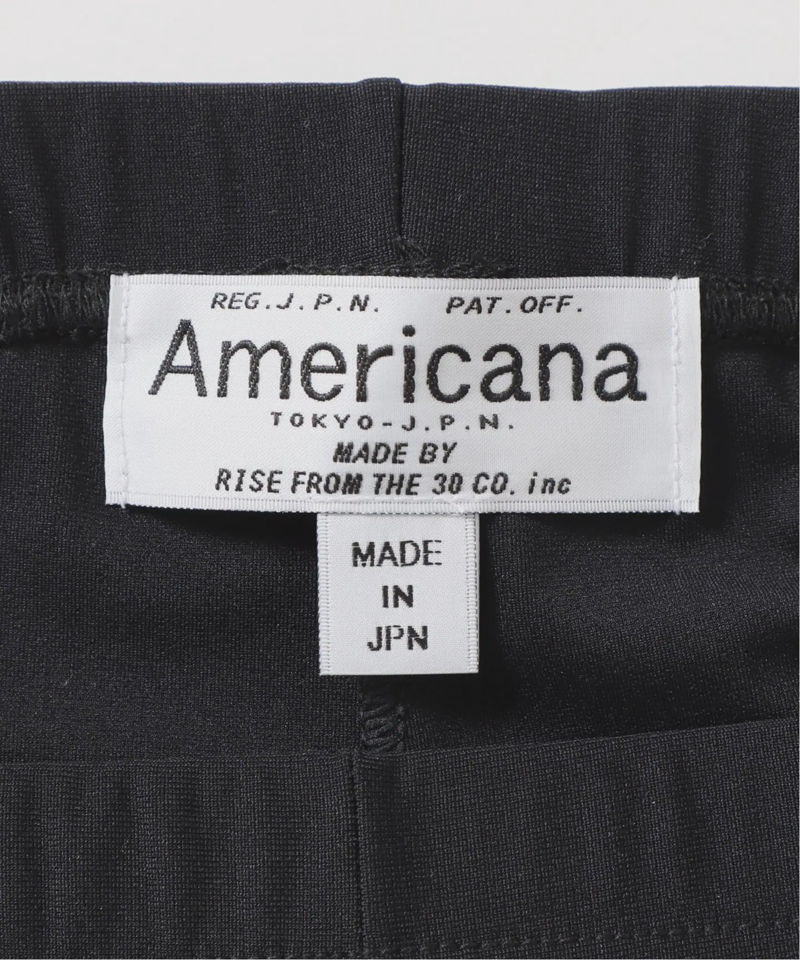 REG.J.P.N. PAT.OFF.
Americana
TOKYO-J.P.N.
MADE BY
RISE FROM THE 30 CO. inc
MADE
IN
JPN